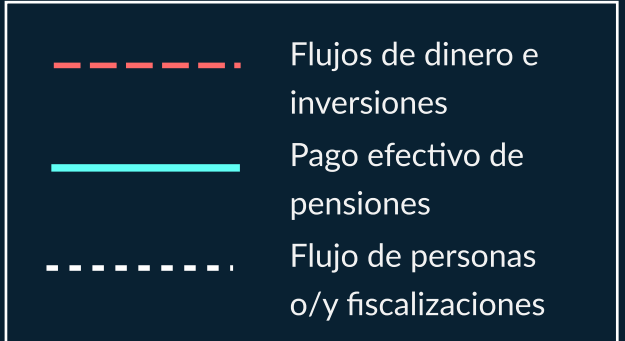 Flujos de dinero e
inversiones
Pago efectivo de
pensiones
Flujo de personas
o/y fiscalizaciones